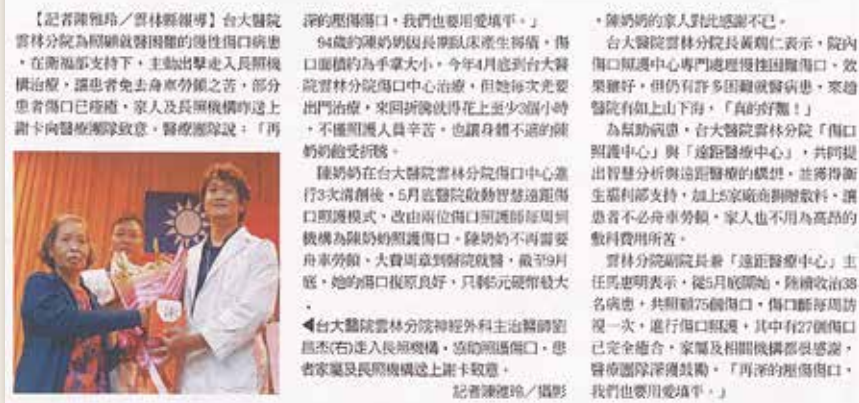 【記者陳雅玲／雲林縣報導】台大醫院
雲林分院為照顧就醫困難的慢性傷口病患
，在衛福部支持下，主動出擊走入長照機
構治療，讓患者免去舟車勞頓之苦，部分
患者傷口已痊癒，家人及長照機構昨送上
謝卡向醫療團隊致意。醫療團隊說：「再
深的壓傷傷口，我們也要用愛填平。」
94歲的陳奶奶因長期臥床產生褥瘡，傷
口面積約為手掌大小，今年4月底到台大醫
院雲林分院傷口中心治療，但她每次光要
出門治療，來回折騰就得花上至少3個小時
，不僅照護人員辛苦，也讓身體不適的陳
奶奶飽受折騰。
陳奶奶在台大醫院雲林分院傷口中心進
行3次清創後，5月底醫院啟動智慧遠距傷
口照護模式，改由兩位傷口照護師每周到
機構為陳奶奶照護傷口。陳奶奶不再需要
舟車勞頓、大費周章到醫院就醫，截至9月
底，她的傷口復原良好，只剩5元硬幣般大
。
◀台大醫院雲林分院神經外科主治醫師劉
昌杰(右)走入長照機構，協助照護傷口，患
者家屬及長照機構送上謝卡致意。
記者陳雅玲／攝影
，陳奶奶的家人對此感謝不已。
台大醫院雲林分院長黃瑞仁表示，院內
傷口照護中心專門處理慢性困難傷口，效
果雖好，但仍有許多困難就醫病患，來趟
醫院有如上山下海，「真的好難！」
為幫助病患，台大醫院雲林分院「傷口
照護中心」與「遠距醫療中心」，共同提
出智慧分析與遠距醫療的構想，並獲得衛
生福利部支持，加上5家廠商捐贈敷料，讓
患者不必舟車勞頓，家人也不用為高昂的
敷料費用所苦。
雲林分院副院長兼「遠距醫療中心」主
任馬惠明表示，從5月底開始，陸續收治38
名病患，共照顧75個傷口，傷口師每周訪
視一次，進行傷口照護，其中有27個傷口
已完全癒合，家屬及相關機構都很感謝，
醫療團隊深獲鼓勵，「再深的壓傷傷口，
我們也要用愛填平。」